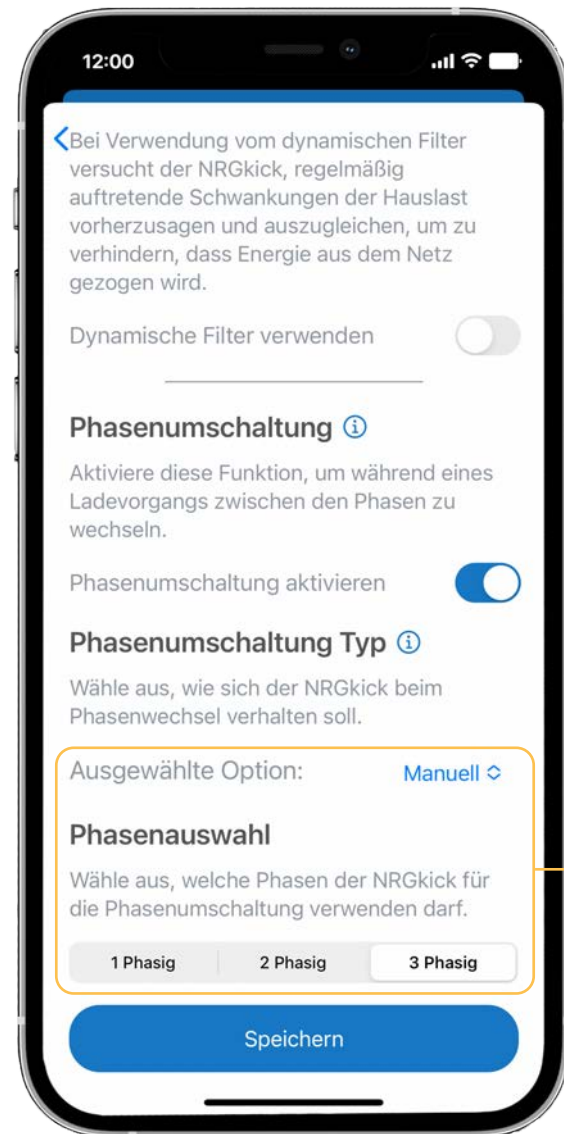 12:00
Bei Verwendung vom dynamischen Filter
versucht der NRGkick, regelmäßig
auftretende Schwankungen der Hauslast
vorherzusagen und auszugleichen, um zu
verhindern, dass Energie aus dem Netz
gezogen wird.
Dynamische Filter verwenden
Phasenumschaltung
Aktiviere diese Funktion, um während eines
Ladevorgangs zwischen den Phasen zu
wechseln.
Phasenumschaltung aktivieren
Phasenumschaltung Typ
Wähle aus, wie sich der NRGkick beim
Phasenwechsel verhalten soll.
Ausgewählte Option: Manuell
Phasenauswahl
Wähle aus, welche Phasen der NRGkick für
die Phasenumschaltung verwenden darf.
1 Phasig 2 Phasig 3 Phasig
Speichern